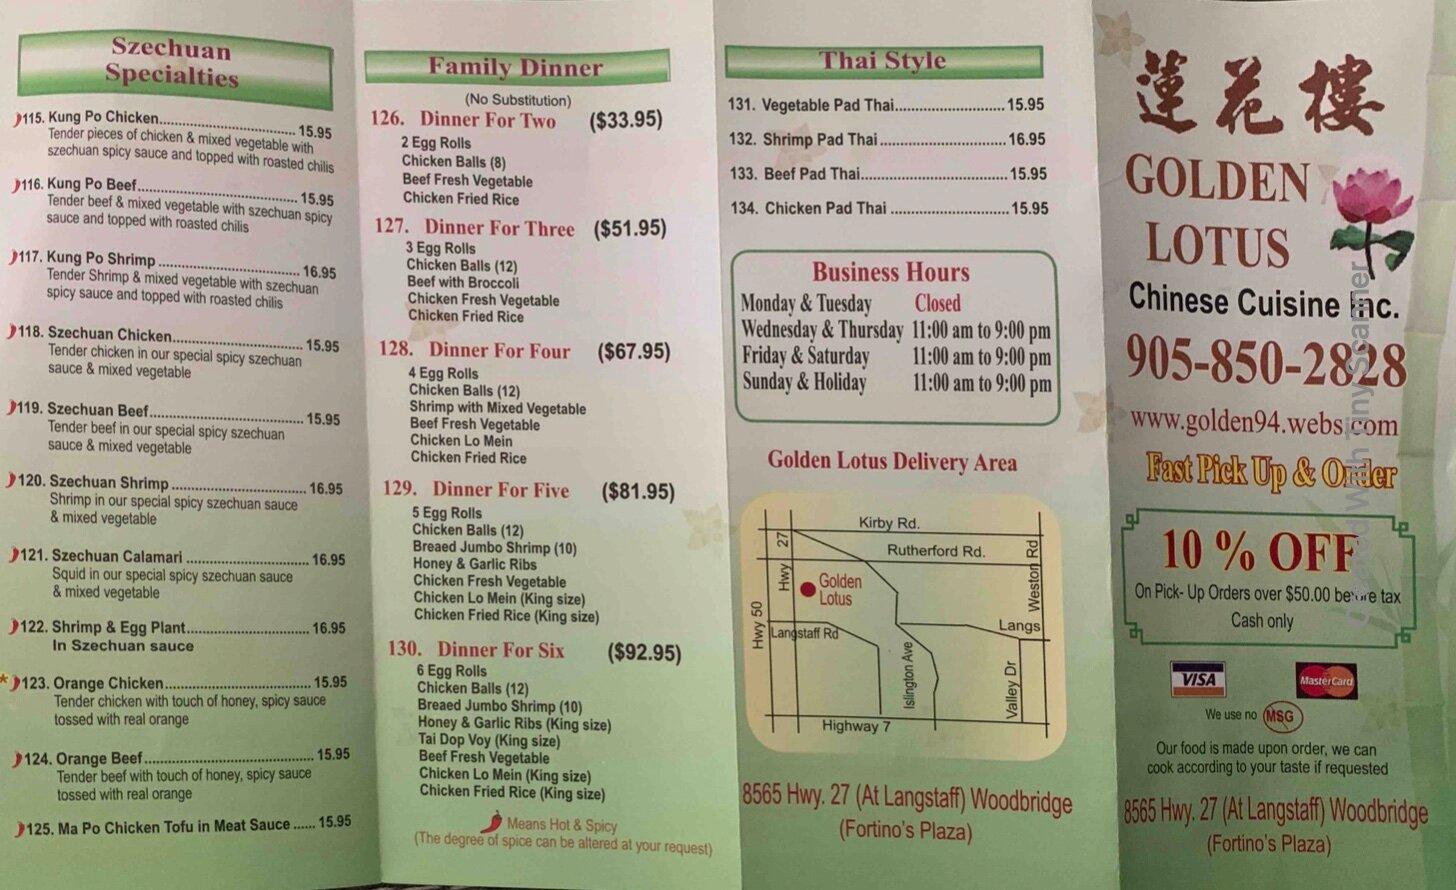 Szechuan
Specialties
115. Kung Po Chicken.................................. 15.95
Tender pieces of chicken & mixed vegetable with
szechuan spicy sauce and topped with roasted chilis
116. Kung Po Beef........................................ 15.95
Tender beef & mixed vegetable with szechuan spicy
sauce and topped with roasted chilis
117. Kung Po Shrimp ................................... 16.95
Tender Shrimp & mixed vegetable with szechuan
spicy sauce and topped with roasted chilis
118. Szechuan Chicken................................ 15.95
Tender chicken in our special spicy szechuan
sauce & mixed vegetable
119. Szechuan Beef...................................... 15.95
Tender beef in our special spicy szechuan
sauce & mixed vegetable
120. Szechuan Shrimp ................................. 16.95
Shrimp in our special spicy szechuan sauce
& mixed vegetable
121. Szechuan Calamari .............................. 16.95
Squid in our special spicy szechuan sauce
& mixed vegetable
122. Shrimp & Egg Plant.............................. 16.95
In Szechuan sauce
* 123. Orange Chicken.................................... 15.95
Tender chicken with touch of honey, spicy sauce
tossed with real orange
124. Orange Beef.......................................... 15.95
Tender beef with touch of honey, spicy sauce
tossed with real orange
125. Ma Po Chicken Tofu in Meat Sauce ...... 15.95
Family Dinner
(No Substitution)
126. Dinner For Two ($33.95)
2 Egg Rolls
Chicken Balls (8)
Beef Fresh Vegetable
Chicken Fried Rice
127. Dinner For Three ($51.95)
3 Egg Rolls
Chicken Balls (12)
Beef with Broccoli
Chicken Fresh Vegetable
Chicken Fried Rice
128. Dinner For Four ($67.95)
4 Egg Rolls
Chicken Balls (12)
Shrimp with Mixed Vegetable
Beef Fresh Vegetable
Chicken Lo Mein
Chicken Fried Rice
129. Dinner For Five ($81.95)
5 Egg Rolls
Chicken Balls (12)
Breaed Jumbo Shrimp (10)
Honey & Garlic Ribs
Chicken Fresh Vegetable
Chicken Lo Mein (King size)
Chicken Fried Rice (King size)
130. Dinner For Six ($92.95)
6 Egg Rolls
Chicken Balls (12)
Breaed Jumbo Shrimp (10)
Honey & Garlic Ribs (King size)
Tai Dop Voy (King size)
Beef Fresh Vegetable
Chicken Lo Mein (King size)
Chicken Fried Rice (King size)
Means Hot & Spicy
(The degree of spice can be altered at your request)
Thai Style
131. Vegetable Pad Thai.......................... 15.95
132. Shrimp Pad Thai .............................. 16.95
133. Beef Pad Thai................................... 15.95
134. Chicken Pad Thai ............................ 15.95
Business Hours
Monday & Tuesday Closed
Wednesday & Thursday 11:00 am to 9:00 pm
Friday & Saturday 11:00 am to 9:00 pm
Sunday & Holiday 11:00 am to 9:00 pm
Golden Lotus Delivery Area
Kirby Rd.
Rutherford Rd.
Hwy 27
Weston Rd
Golden
Lotus
Hwy 50
Langstaff Rd
Langs
Islington Ave
Valley Dr
Highway 7
8565 Hwy. 27 (At Langstaff) Woodbridge
(Fortino's Plaza)
蓮花樓
GOLDEN
LOTUS
Chinese Cuisine Inc.
905-850-2828
www.golden94.webs.com
Fast Pick Up & Order
10 % OFF
On Pick- Up Orders over $50.00 before tax
Cash only
VISA
MasterCard
We use no MSG
Our food is made upon order, we can
cook according to your taste if requested
8565 Hwy. 27 (At Langstaff) Woodbridge
(Fortino's Plaza)
Scanned With Tiny Scanner